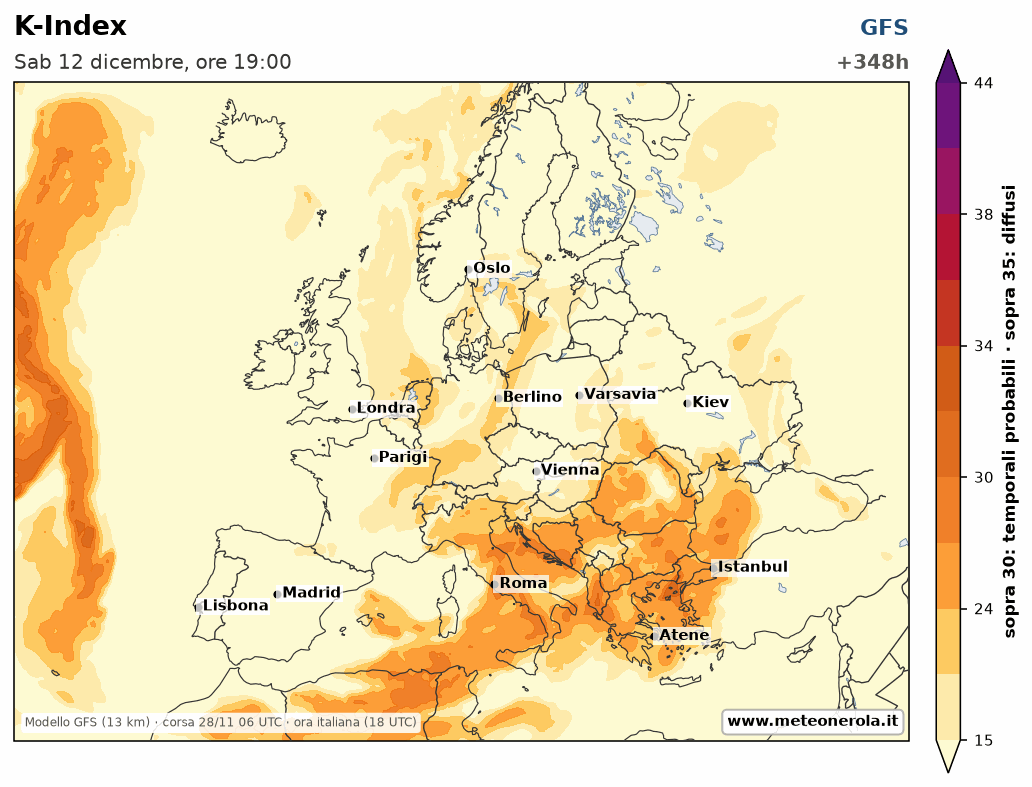 K-Index
GFS
Sab 12 dicembre, ore 19:00
+348h
44
38
34
30
24
15
sopra 30: temporali probabili · sopra 35: diffusi
Oslo
Londra
Berlino
Varsavia
Kiev
Parigi
Vienna
Istanbul
Roma
Madrid
Lisbona
Atene
Modello GFS (13 km) · corsa 28/11 06 UTC · ora italiana (18 UTC)
www.meteonerola.it